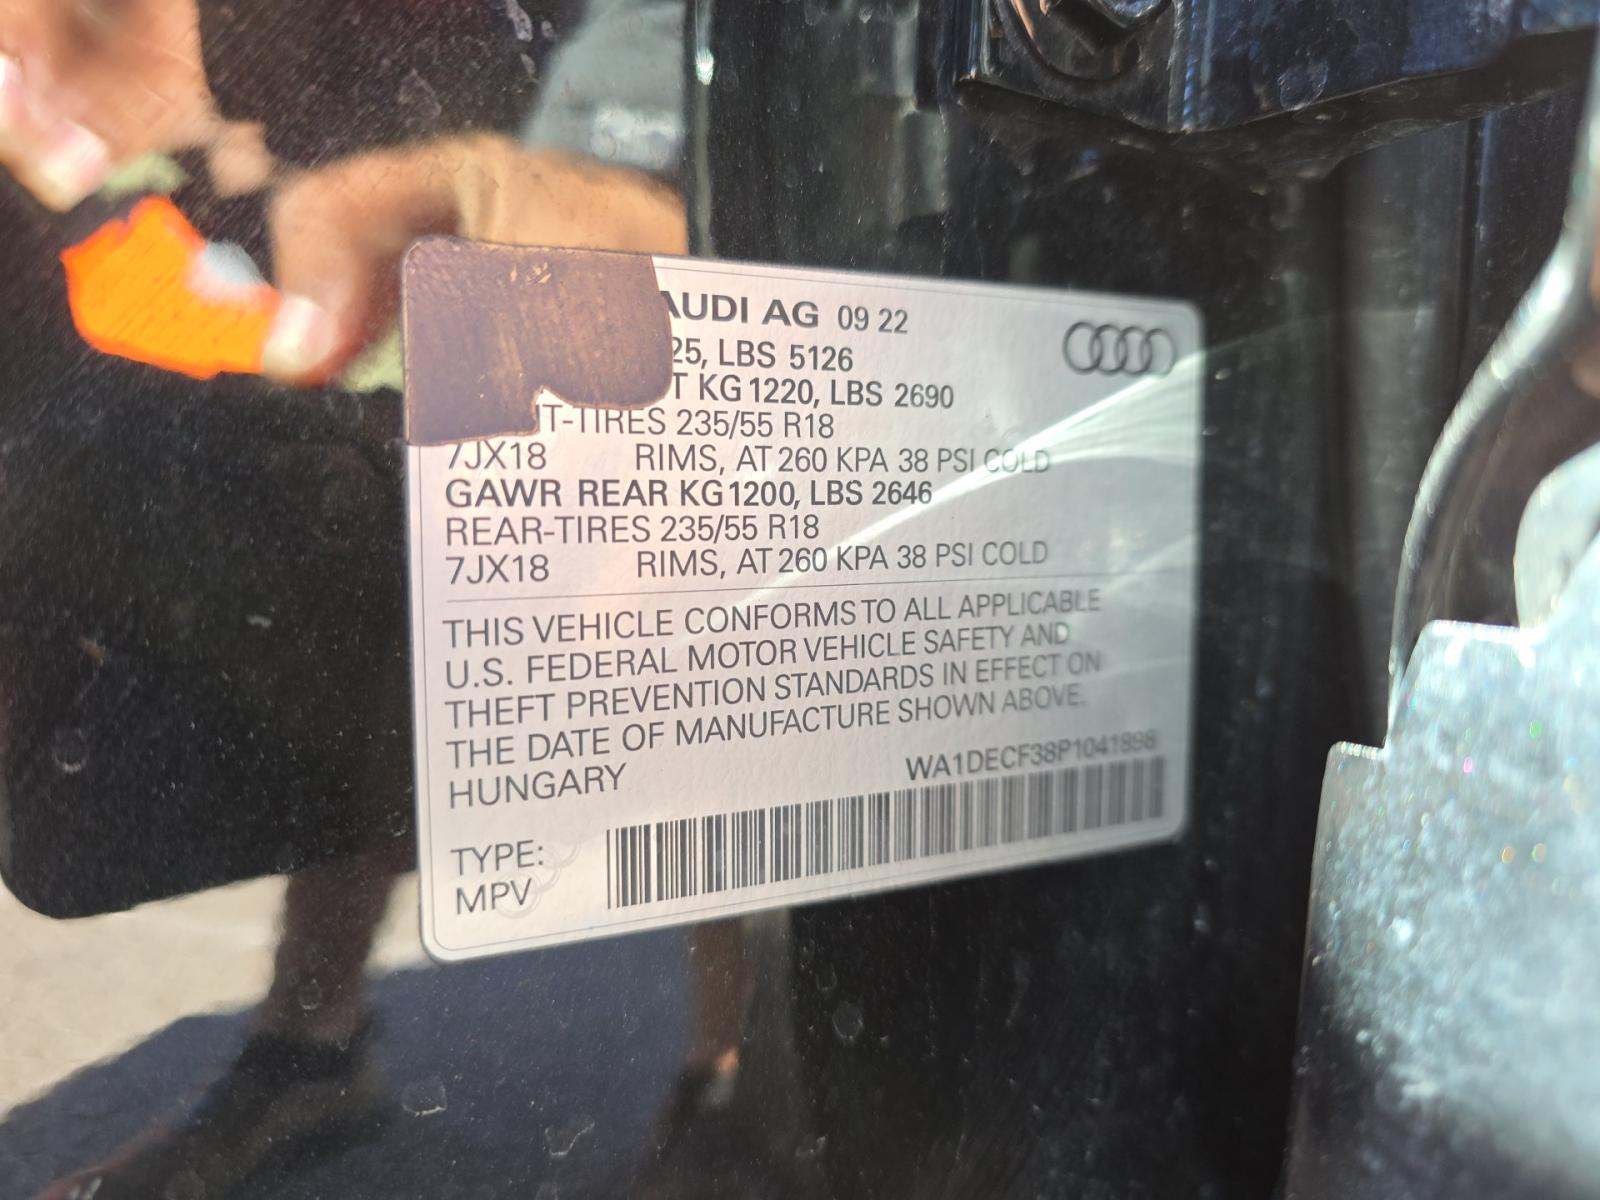 AUDI AG 09 22
25, LBS 5126
T KG 1220, LBS 2690
T-TIRES 235/55 R18
7JX18 RIMS, AT 260 KPA 38 PSI COLD
GAWR REAR KG 1200, LBS 2646
REAR-TIRES 235/55 R18
7JX18 RIMS, AT 260 KPA 38 PSI COLD
THIS VEHICLE CONFORMS TO ALL APPLICABLE
U.S. FEDERAL MOTOR VEHICLE SAFETY AND
THEFT PREVENTION STANDARDS IN EFFECT ON
THE DATE OF MANUFACTURE SHOWN ABOVE.
HUNGARY WA1DECF38P1041898
TYPE:
MPV